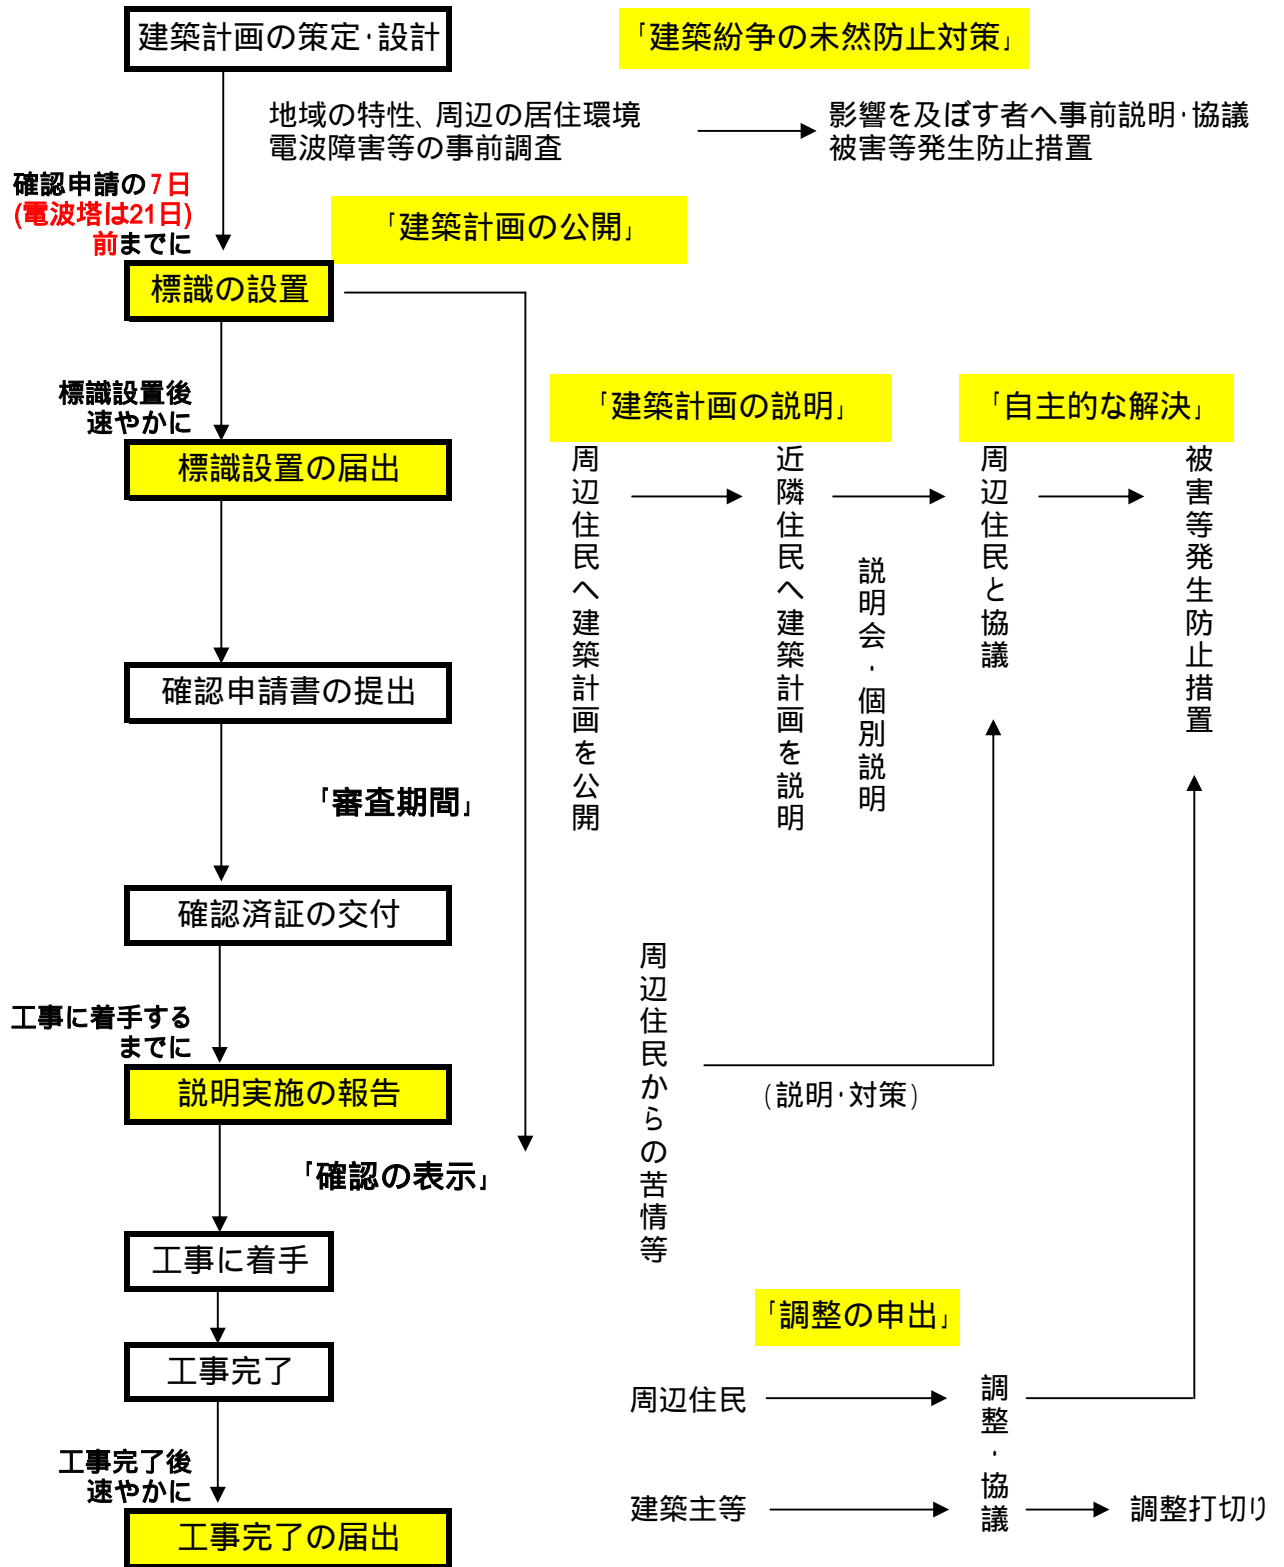 建築計画の策定・設計
「建築紛争の未然防止対策」
地域の特性、周辺の居住環境
電波障害等の事前調査
影響を及ぼす者へ事前説明・協議
被害等発生防止措置
確認申請の7日
(電波塔は21日)
前までに
「建築計画の公開」
標識の設置
標識設置後
速やかに
「建築計画の説明」
「自主的な解決」
標識設置の届出
周辺住民へ建築計画を公開
近隣住民へ建築計画を説明
説明会・個別説明
周辺住民と協議
被害等発生防止措置
確認申請書の提出
「審査期間」
確認済証の交付
工事に着手する
までに
周辺住民からの苦情等
(説明・対策)
説明実施の報告
「確認の表示」
工事に着手
「調整の申出」
工事完了
周辺住民
調整・協議
工事完了後
速やかに
建築主等
調整打切り
工事完了の届出